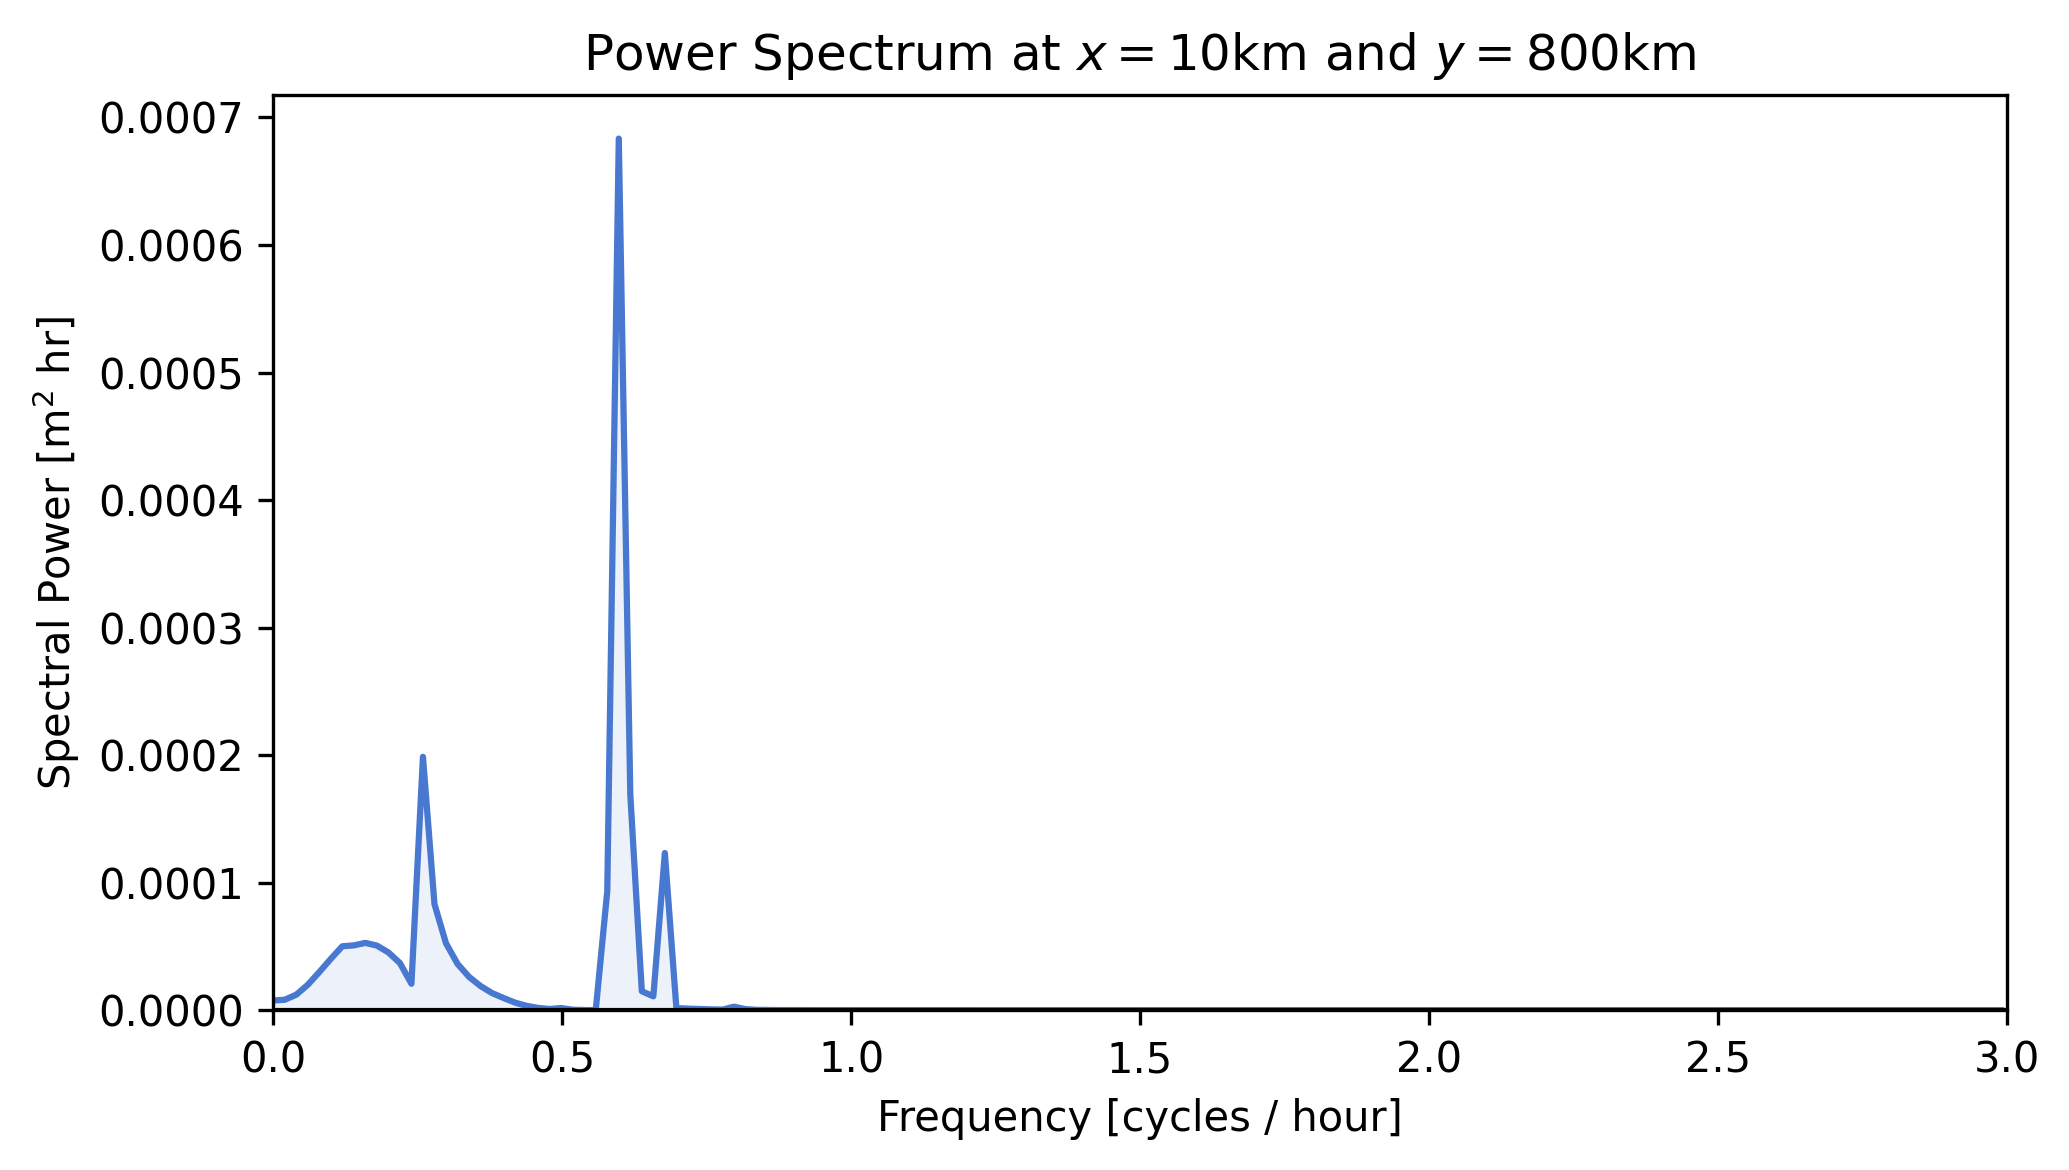 Power Spectrum at x = 10km and y = 800km
0.0007
0.0006
0.0005
0.0004
0.0003
0.0002
0.0001
0.0000
Spectral Power [m² hr]
0.0 0.5 1.0 1.5 2.0 2.5 3.0
Frequency [cycles / hour]